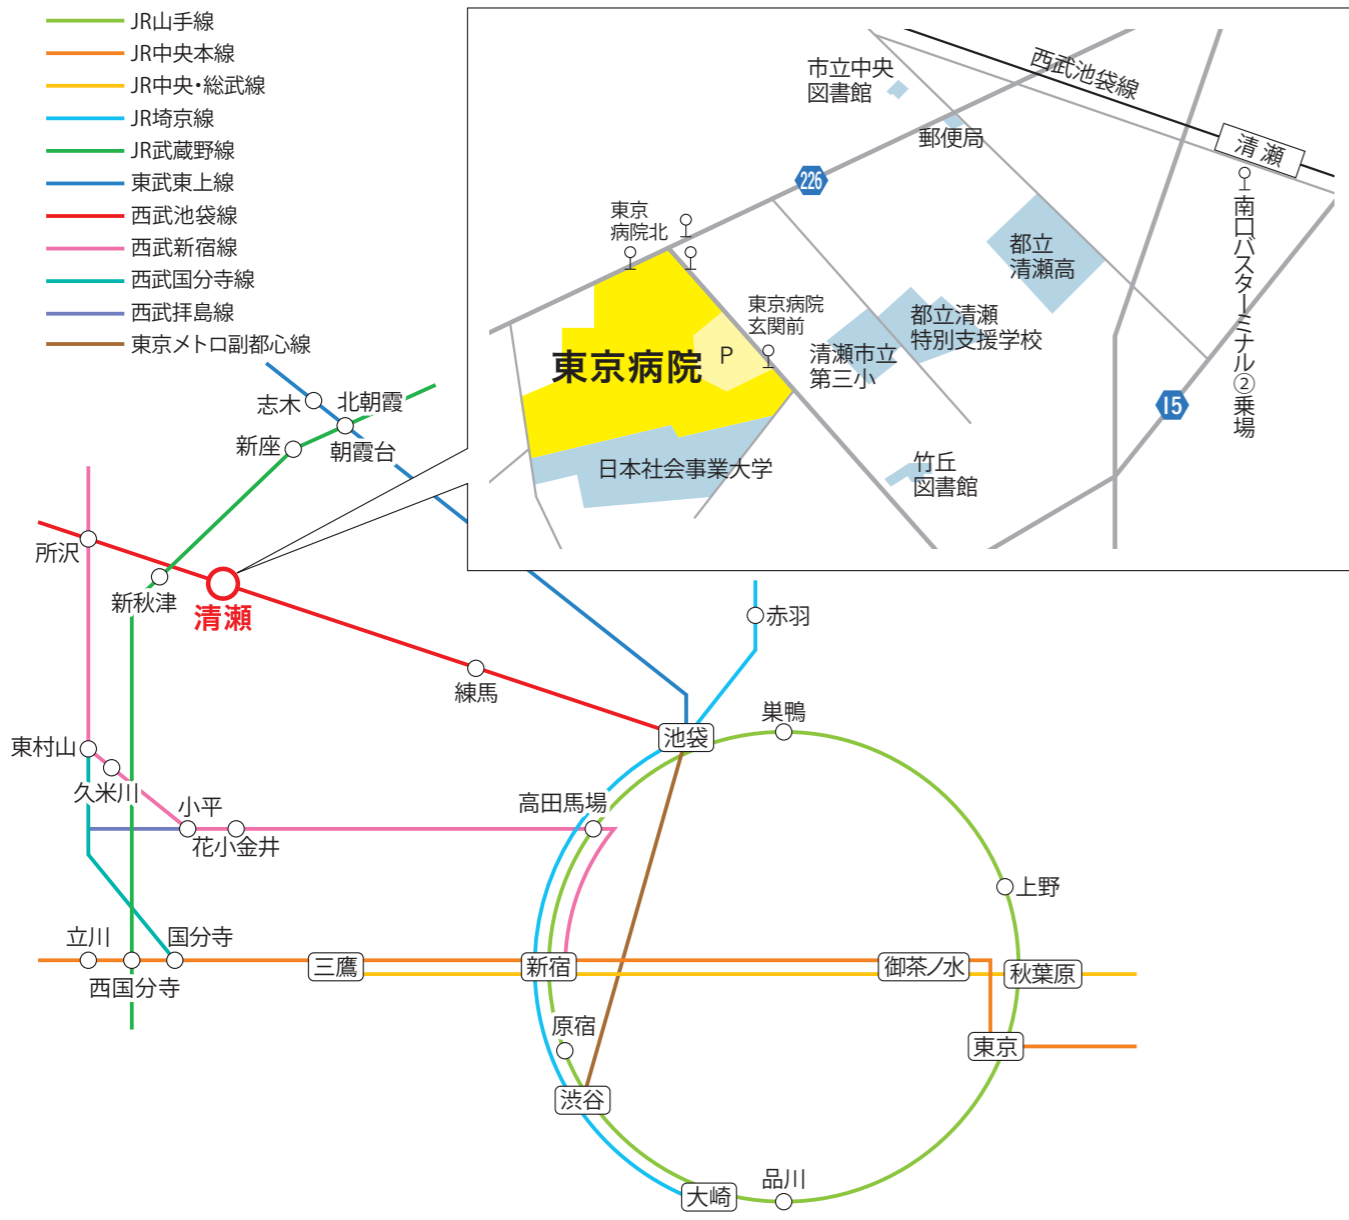 JR山手線
JR中央本線
JR中央・総武線
JR埼京線
JR武蔵野線
東武東上線
西武池袋線
西武新宿線
西武国分寺線
西武拝島線
東京メトロ副都心線
市立中央
図書館
西武池袋線
郵便局
清瀬
226
南口バスターミナル②乗場
東京
病院北
都立
清瀬高
東京病院
玄関前
都立清瀬
特別支援学校
P
東京病院
清瀬市立
第三小
15
日本社会事業大学
竹丘
図書館
志木
北朝霞
新座
朝霞台
所沢
新秋津
清瀬
赤羽
練馬
池袋
巣鴨
東村山
久米川
小平
花小金井
高田馬場
上野
立川
国分寺
西国分寺
三鷹
新宿
御茶ノ水
秋葉原
原宿
東京
渋谷
大崎
品川